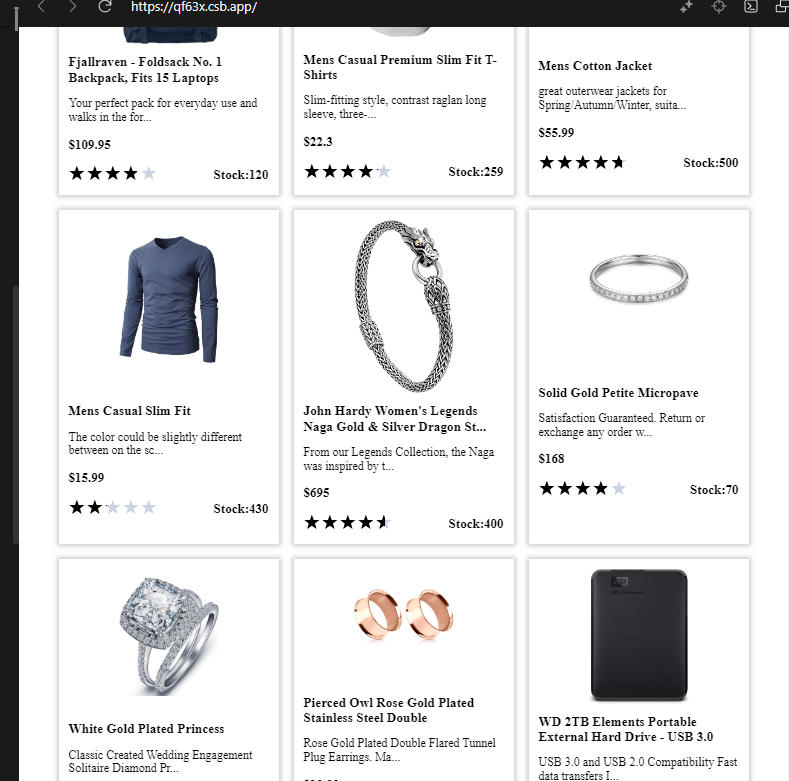 https://qf63x.csb.app/
Fjallraven - Foldsack No. 1
Backpack, Fits 15 Laptops
Your perfect pack for everyday use and
walks in the for...
$109.95
Stock:120
Mens Casual Premium Slim Fit T-
Shirts
Slim-fitting style, contrast raglan long
sleeve, three-...
$22.3
Stock:259
Mens Cotton Jacket
great outerwear jackets for
Spring/Autumn/Winter, suita...
$55.99
Stock:500
Mens Casual Slim Fit
The color could be slightly different
between on the sc...
$15.99
Stock:430
John Hardy Women's Legends
Naga Gold & Silver Dragon St...
From our Legends Collection, the Naga
was inspired by t...
$695
Stock:400
Solid Gold Petite Micropave
Satisfaction Guaranteed. Return or
exchange any order w...
$168
Stock:70
White Gold Plated Princess
Classic Created Wedding Engagement
Solitaire Diamond Pr...
Pierced Owl Rose Gold Plated
Stainless Steel Double
Rose Gold Plated Double Flared Tunnel
Plug Earrings. Ma...
WD 2TB Elements Portable
External Hard Drive - USB 3.0
USB 3.0 and USB 2.0 Compatibility Fast
data transfers I...